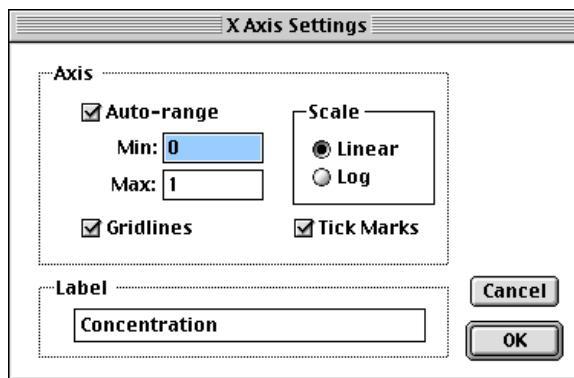 X Axis Settings
Axis
Auto-range
Scale
Min: 0
Linear
Max: 1
Log
Gridlines
Tick Marks
Label
Concentration
Cancel
OK